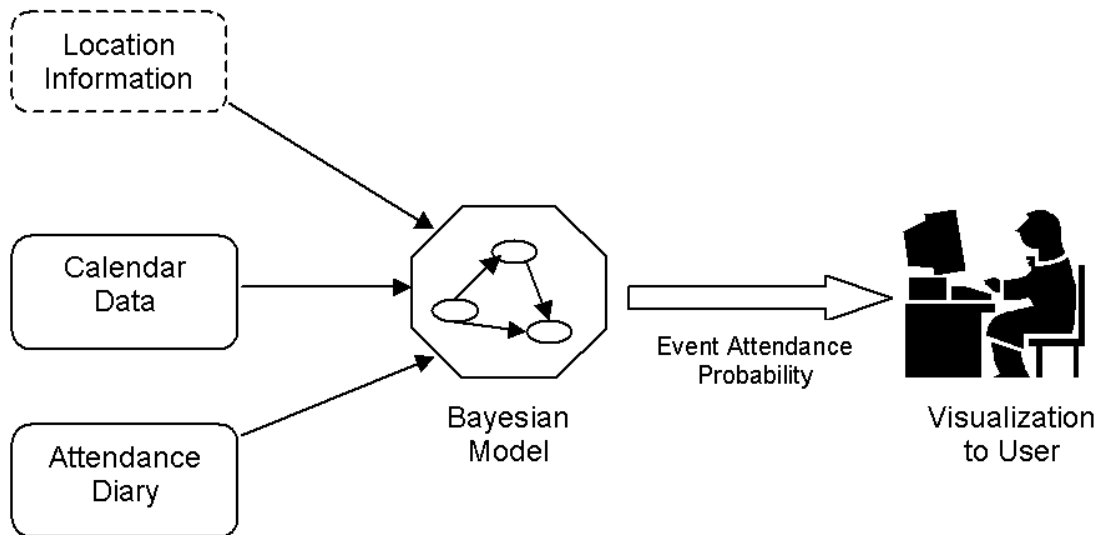 Location
Information
Calendar
Data
Attendance
Diary
Bayesian
Model
Event Attendance
Probability
Visualization
to User